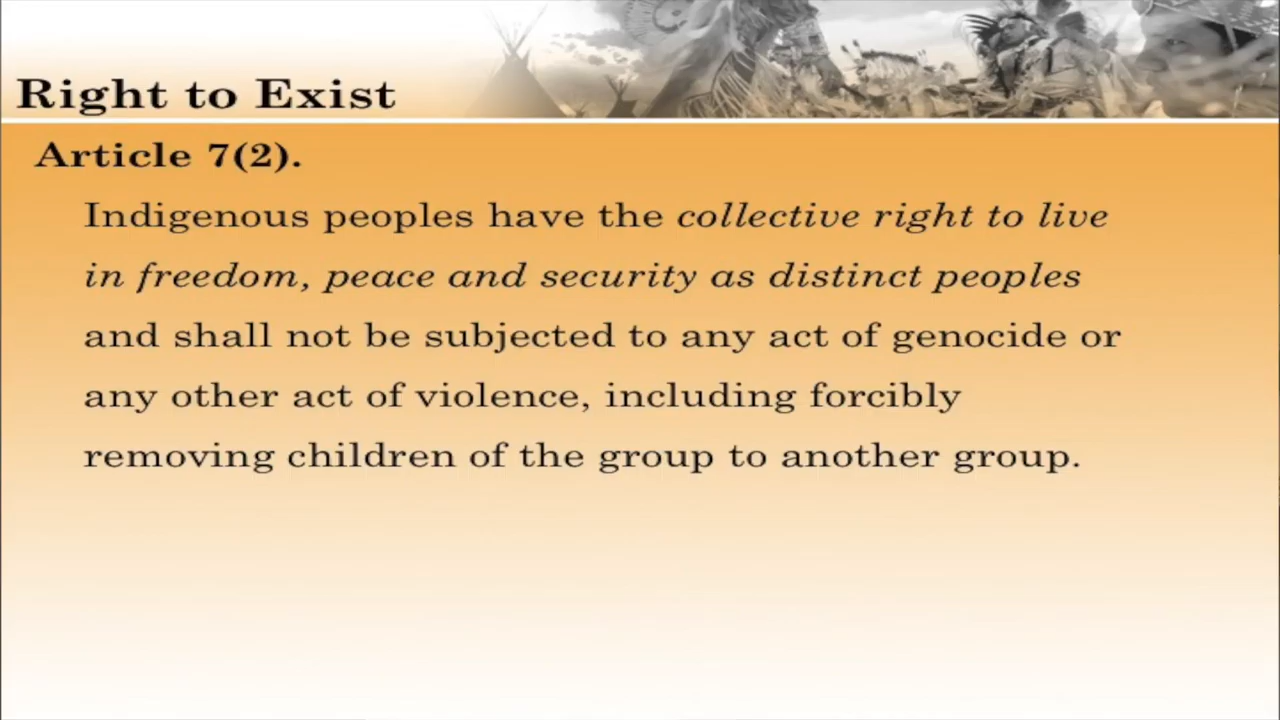 Right to Exist
Article 7(2).
Indigenous peoples have the collective right to live
in freedom, peace and security as distinct peoples
and shall not be subjected to any act of genocide or
any other act of violence, including forcibly
removing children of the group to another group.